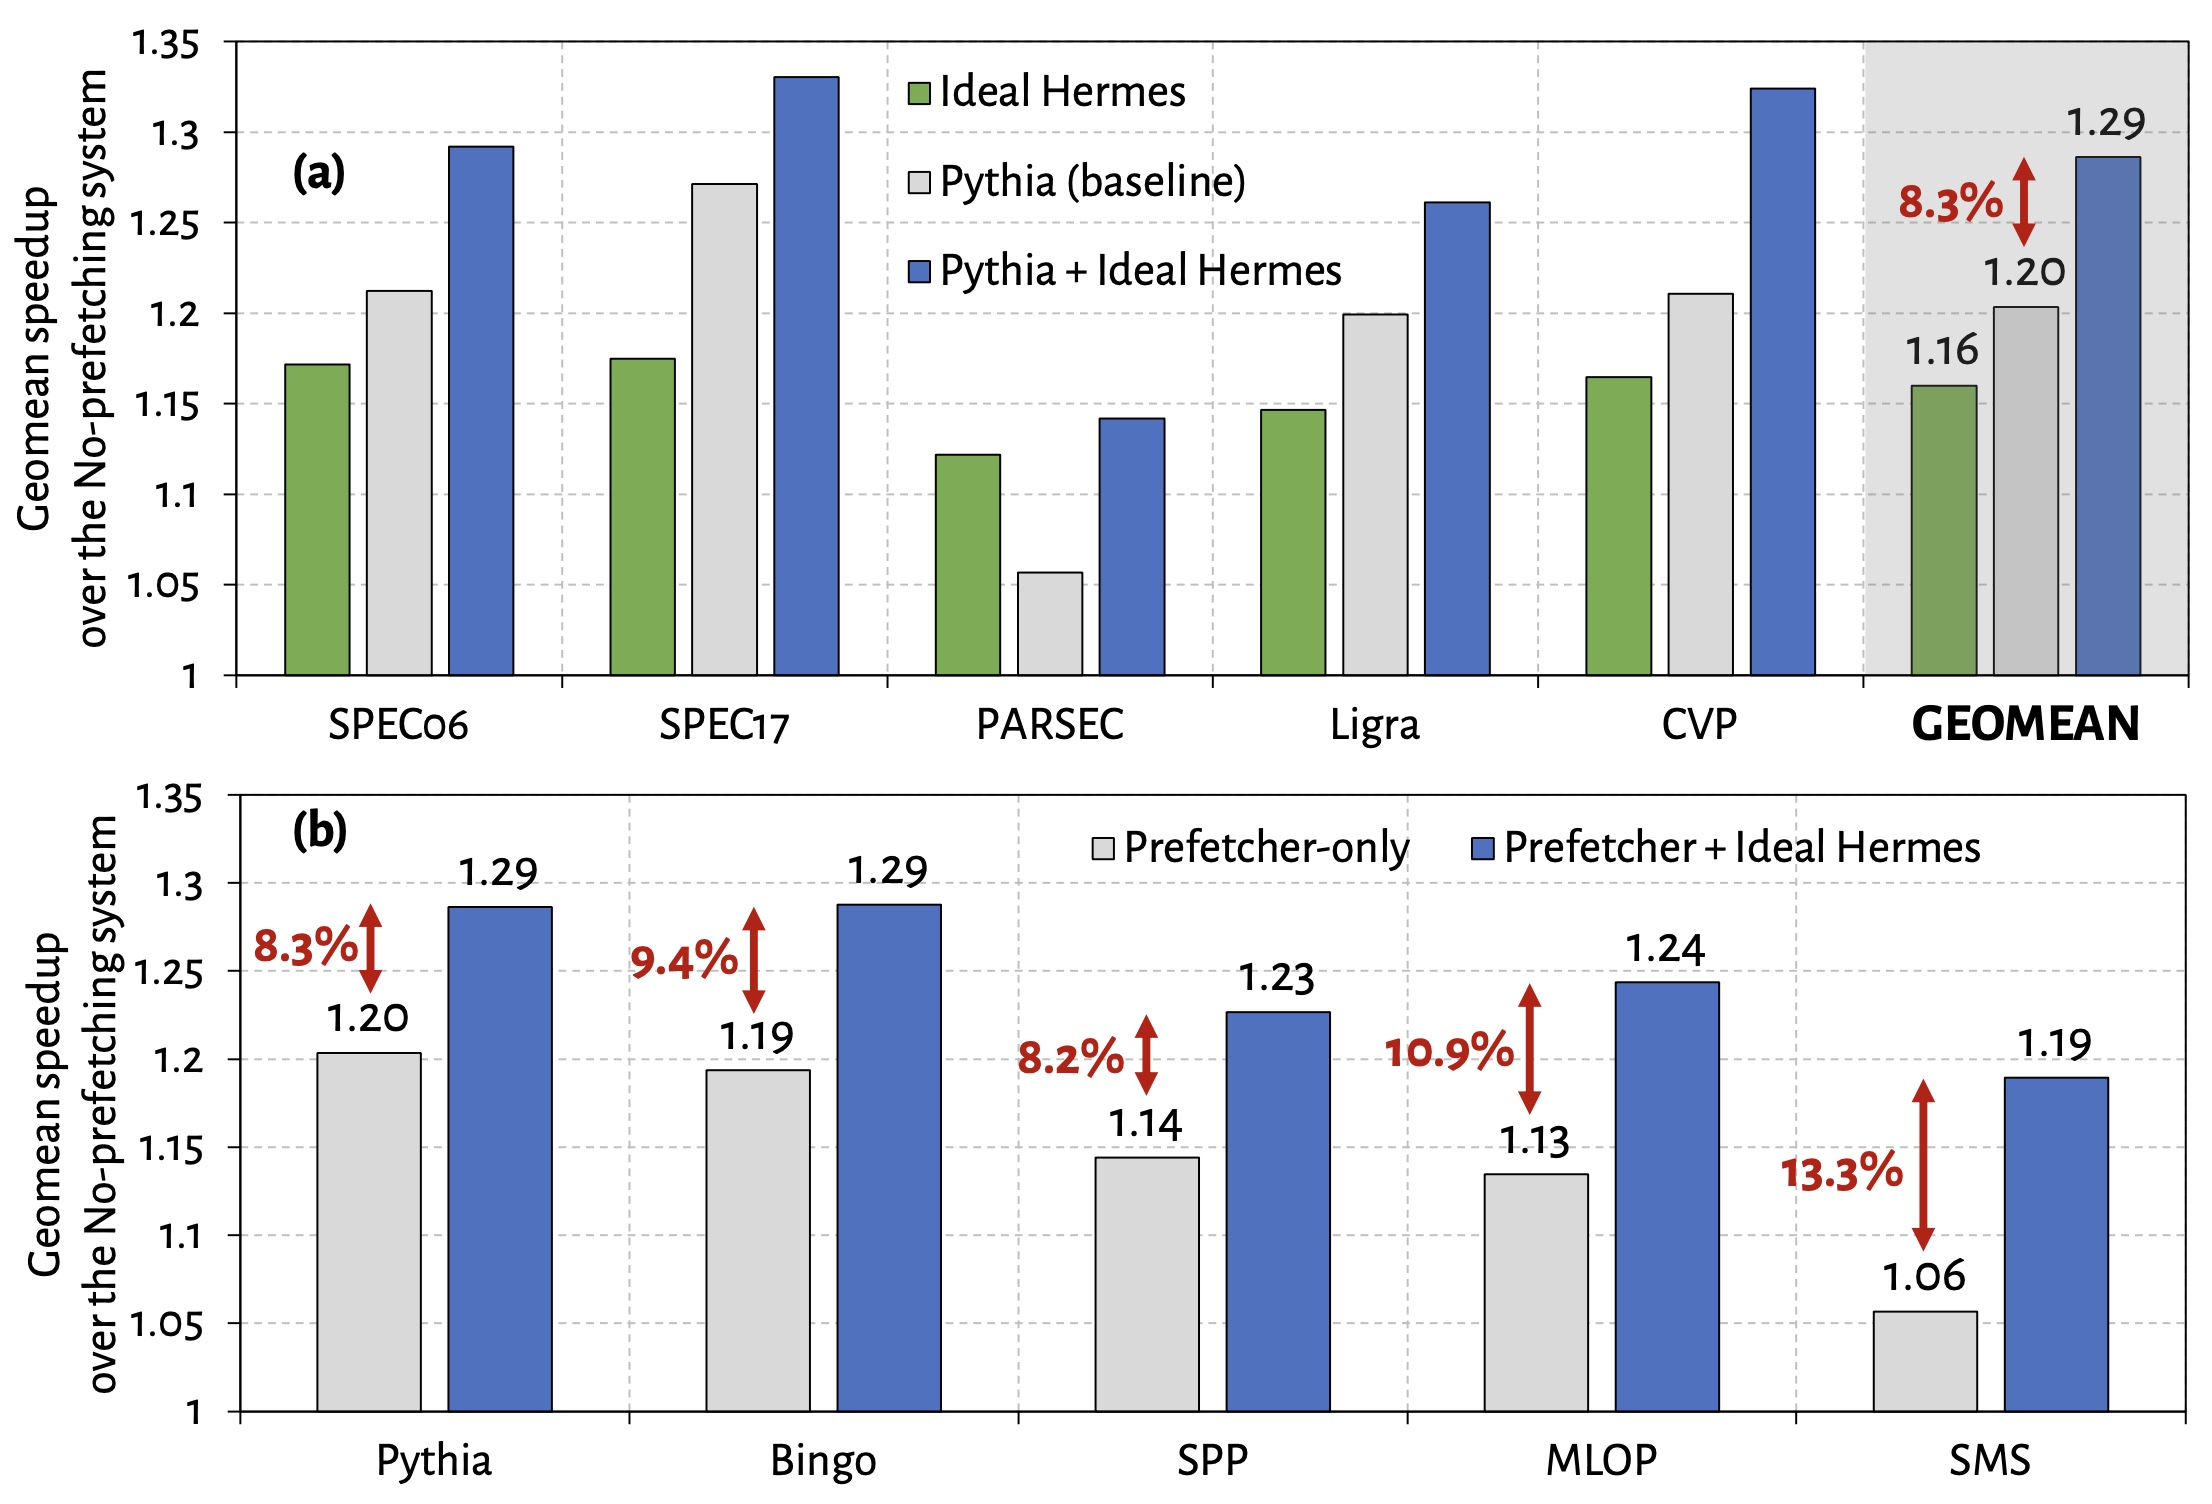 Geomean speedup
over the No-prefetching system
1.35
1.3
1.25
1.2
1.15
1.1
1.05
1
(a)
Ideal Hermes
Pythia (baseline)
Pythia + Ideal Hermes
1.16
1.20
8.3%
1.29
SPEC06
SPEC17
PARSEC
Ligra
CVP
GEOMEAN
Geomean speedup
over the No-prefetching system
1.35
1.3
1.25
1.2
1.15
1.1
1.05
1
(b)
Prefetcher-only
Prefetcher + Ideal Hermes
8.3%
1.20
1.29
9.4%
1.19
1.29
8.2%
1.14
1.23
10.9%
1.13
1.24
13.3%
1.06
1.19
Pythia
Bingo
SPP
MLOP
SMS